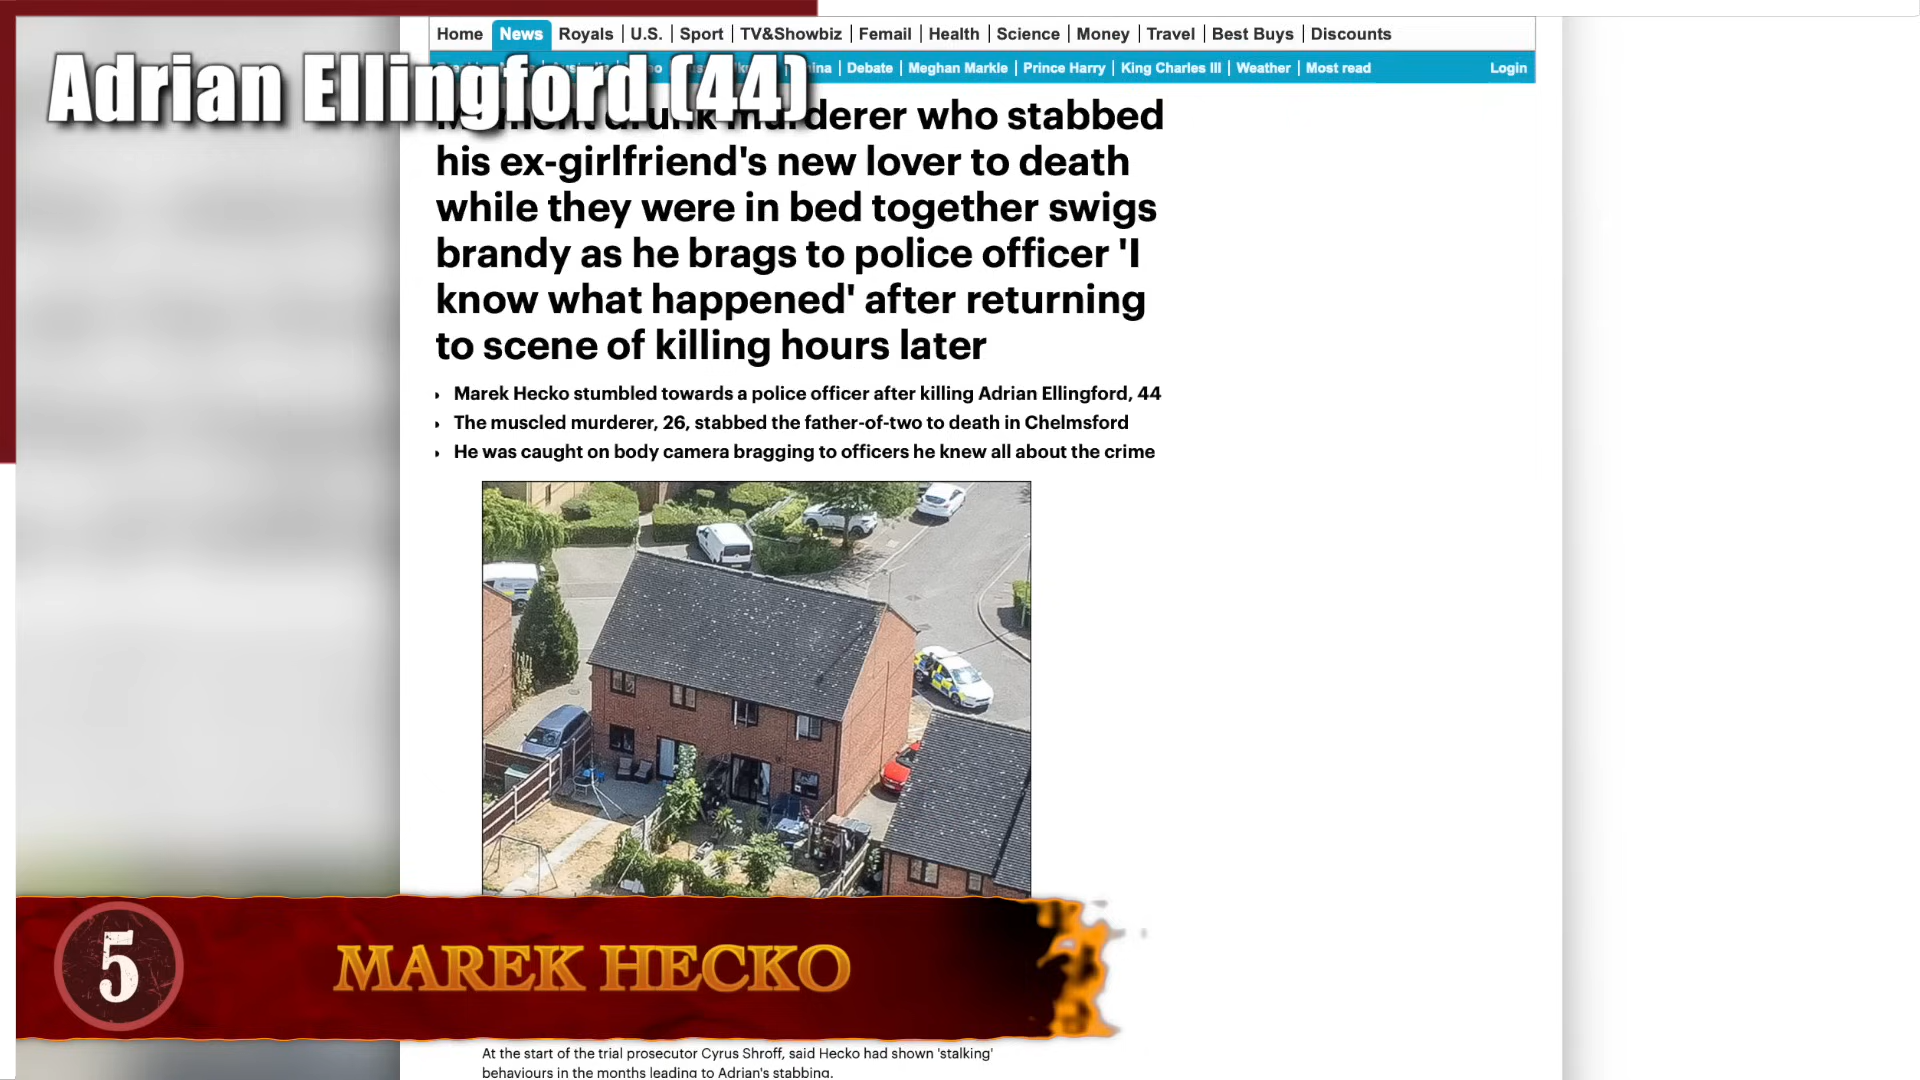 Home News Royals U.S. Sport TV&Showbiz Femail Health Science Money Travel Best Buys Discounts
Debate Meghan Markle Prince Harry King Charles III Weather Most read Login
Adrian Ellingford (44)
drunk murderer who stabbed
his ex-girlfriend's new lover to death
while they were in bed together swigs
brandy as he brags to police officer 'I
know what happened' after returning
to scene of killing hours later
Marek Hecko stumbled towards a police officer after killing Adrian Ellingford, 44
The muscled murderer, 26, stabbed the father-of-two to death in Chelmsford
He was caught on body camera bragging to officers he knew all about the crime
5 MAREK HECKO
At the start of the trial prosecutor Cyrus Shroff, said Hecko had shown 'stalking'
behaviours in the months leading to Adrian's stabbing.